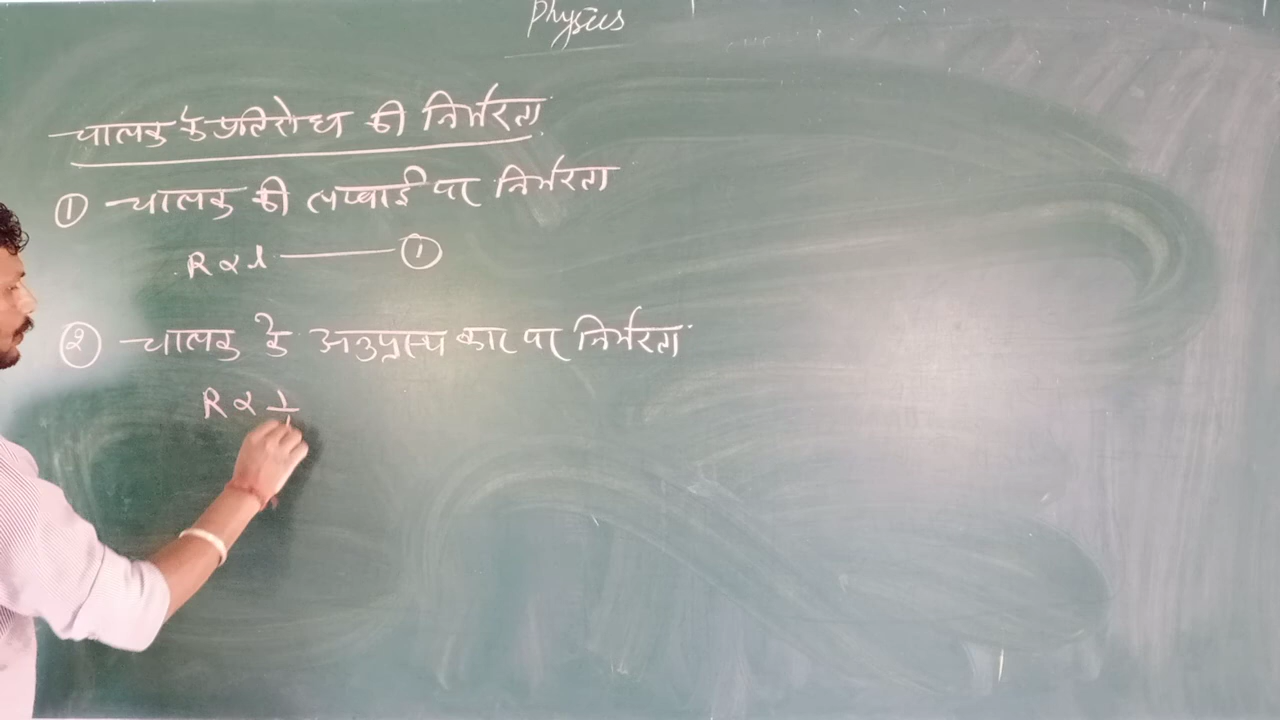 Physics
चालक के प्रतिरोध की निर्भरता
① चालक की लम्बाई पर निर्भरता
R ∝ l ——— ①
② चालक के अनुप्रस्थ काट पर निर्भरता
R ∝ 1/